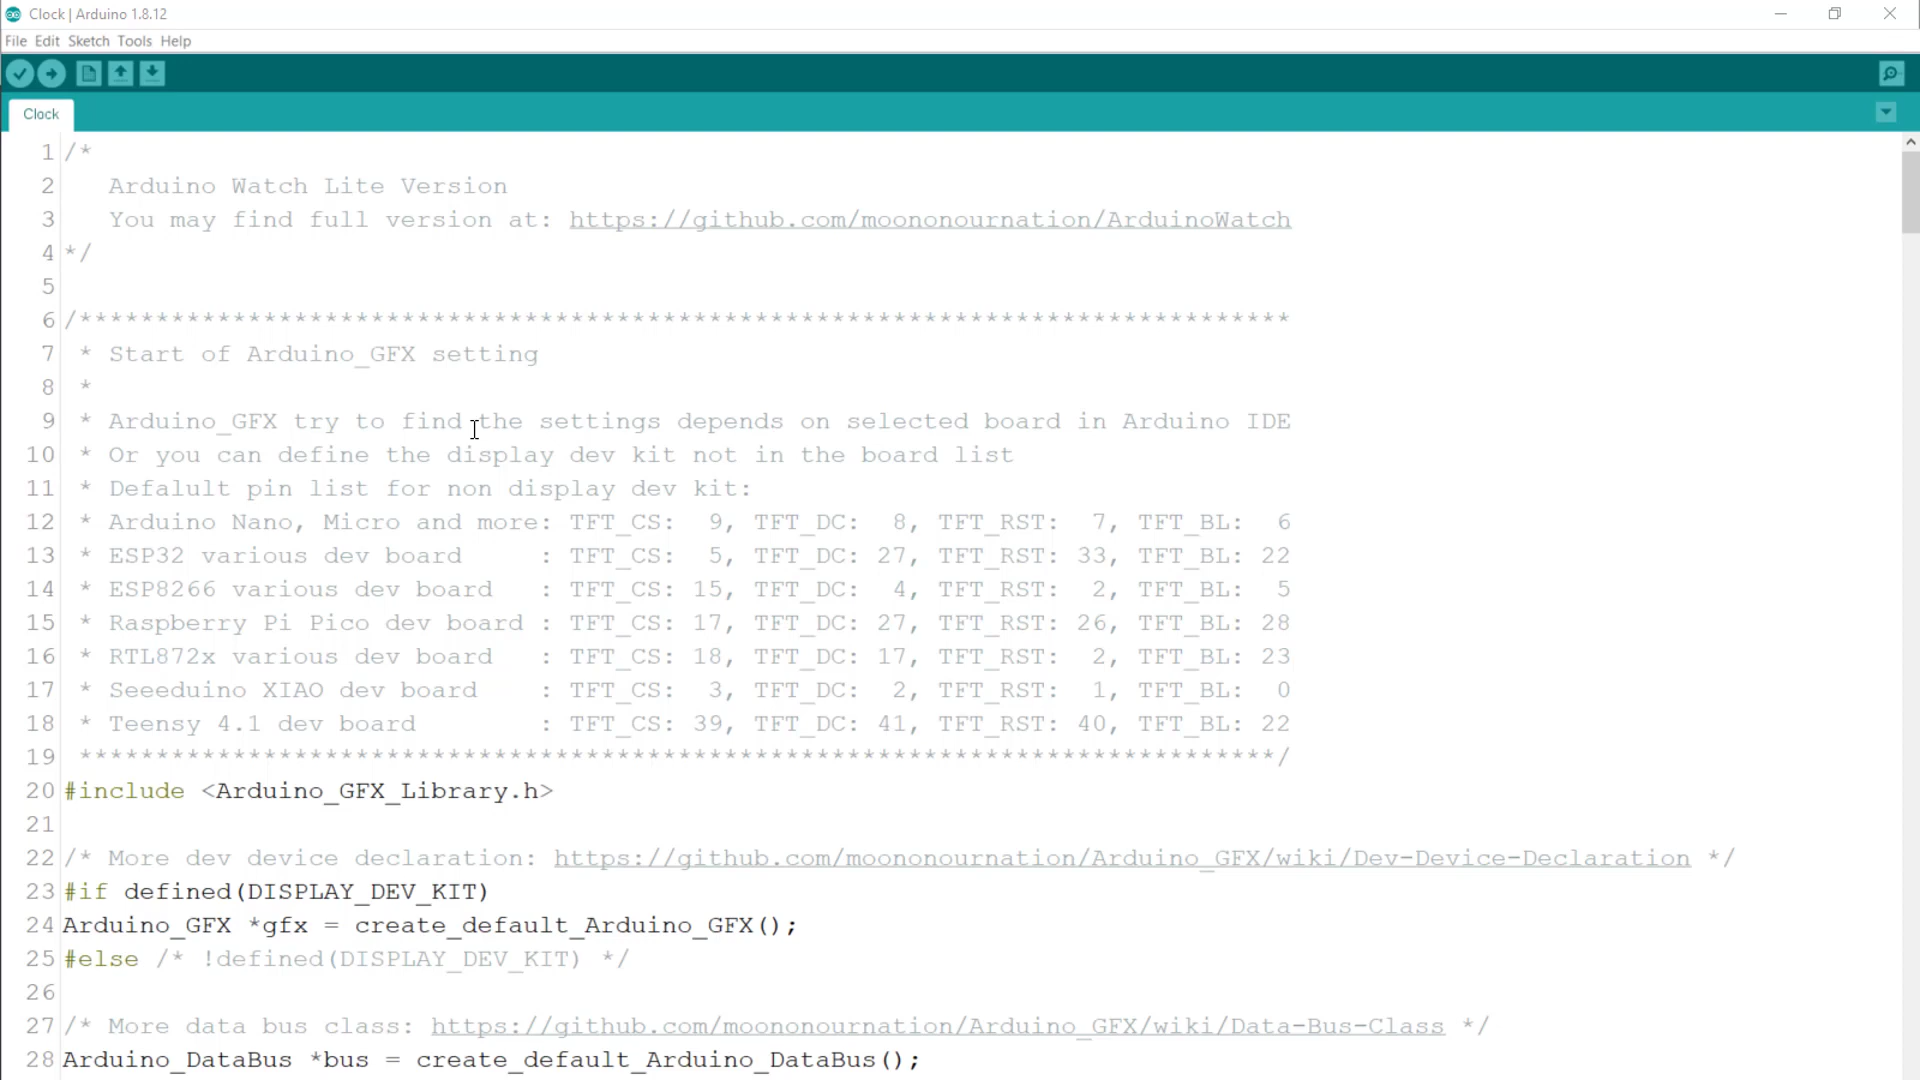 Clock | Arduino 1.8.12
File Edit Sketch Tools Help
Clock
1 /*
2    Arduino Watch Lite Version
3    You may find full version at: https://github.com/moononournation/ArduinoWatch
4 */
5
6 /*******************************************************************************
7  * Start of Arduino_GFX setting
8  *
9  * Arduino_GFX try to find the settings depends on selected board in Arduino IDE
10  * Or you can define the display dev kit not in the board list
11  * Defalult pin list for non display dev kit:
12  * Arduino Nano, Micro and more: TFT_CS:  9, TFT_DC:  8, TFT_RST:  7, TFT_BL:  6
13  * ESP32 various dev board     : TFT_CS:  5, TFT_DC: 27, TFT_RST: 33, TFT_BL: 22
14  * ESP8266 various dev board   : TFT_CS: 15, TFT_DC:  4, TFT_RST:  2, TFT_BL:  5
15  * Raspberry Pi Pico dev board : TFT_CS: 17, TFT_DC: 27, TFT_RST: 26, TFT_BL: 28
16  * RTL872x various dev board   : TFT_CS: 18, TFT_DC: 17, TFT_RST:  2, TFT_BL: 23
17  * Seeeduino XIAO dev board    : TFT_CS:  3, TFT_DC:  2, TFT_RST:  1, TFT_BL:  0
18  * Teensy 4.1 dev board        : TFT_CS: 39, TFT_DC: 41, TFT_RST: 40, TFT_BL: 22
19  ******************************************************************************/
20 #include <Arduino_GFX_Library.h>
21
22 /* More dev device declaration: https://github.com/moononournation/Arduino_GFX/wiki/Dev-Device-Declaration */
23 #if defined(DISPLAY_DEV_KIT)
24 Arduino_GFX *gfx = create_default_Arduino_GFX();
25 #else /* !defined(DISPLAY_DEV_KIT) */
26
27 /* More data bus class: https://github.com/moononournation/Arduino_GFX/wiki/Data-Bus-Class */
28 Arduino_DataBus *bus = create_default_Arduino_DataBus();